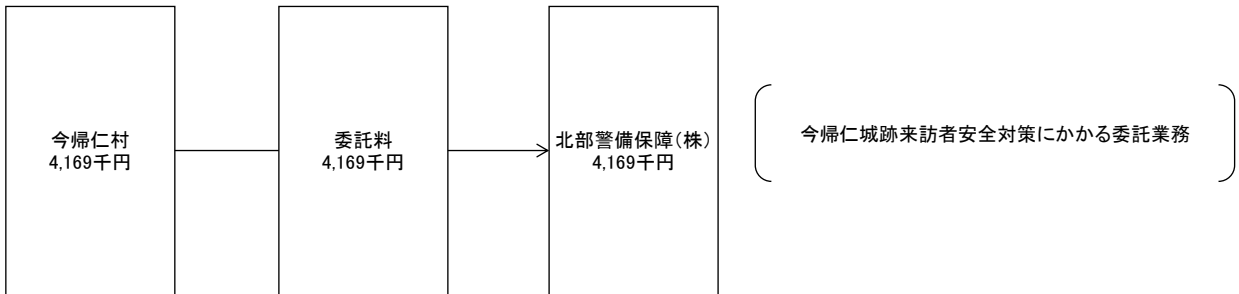 今帰仁村
4,169千円
委託料
4,169千円
北部警備保障(株)
4,169千円
今帰仁城跡来訪者安全対策にかかる委託業務